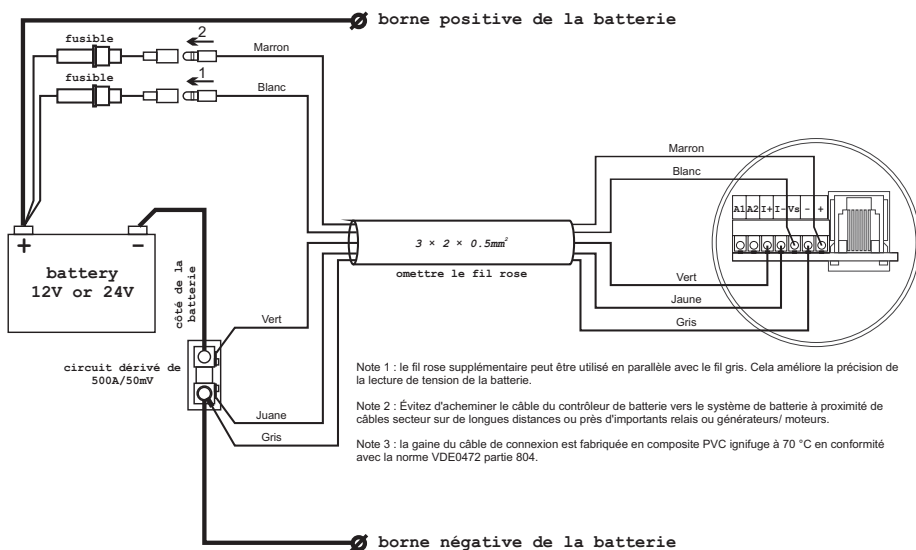 borne positive de la batterie
fusible
2
Marron
fusible
1
Blanc
Marron
Blanc
A1 A2 I+ I- Vs - +
3 × 2 × 0.5mm²
omettre le fil rose
+ -
battery
12V or 24V
côté de la
batterie
Vert
Jaune
Gris
Vert
circuit dérivé de
500A/50mV
Juane
Gris
Note 1 : le fil rose supplémentaire peut être utilisé en parallèle avec le fil gris. Cela améliore la précision de
la lecture de tension de la batterie.
Note 2 : Évitez d'acheminer le câble du contrôleur de batterie vers le système de batterie à proximité de
câbles secteur sur de longues distances ou près d'importants relais ou générateurs/ moteurs.
Note 3 : la gaine du câble de connexion est fabriquée en composite PVC ignifuge à 70 °C en conformité
avec la norme VDE0472 partie 804.
borne négative de la batterie